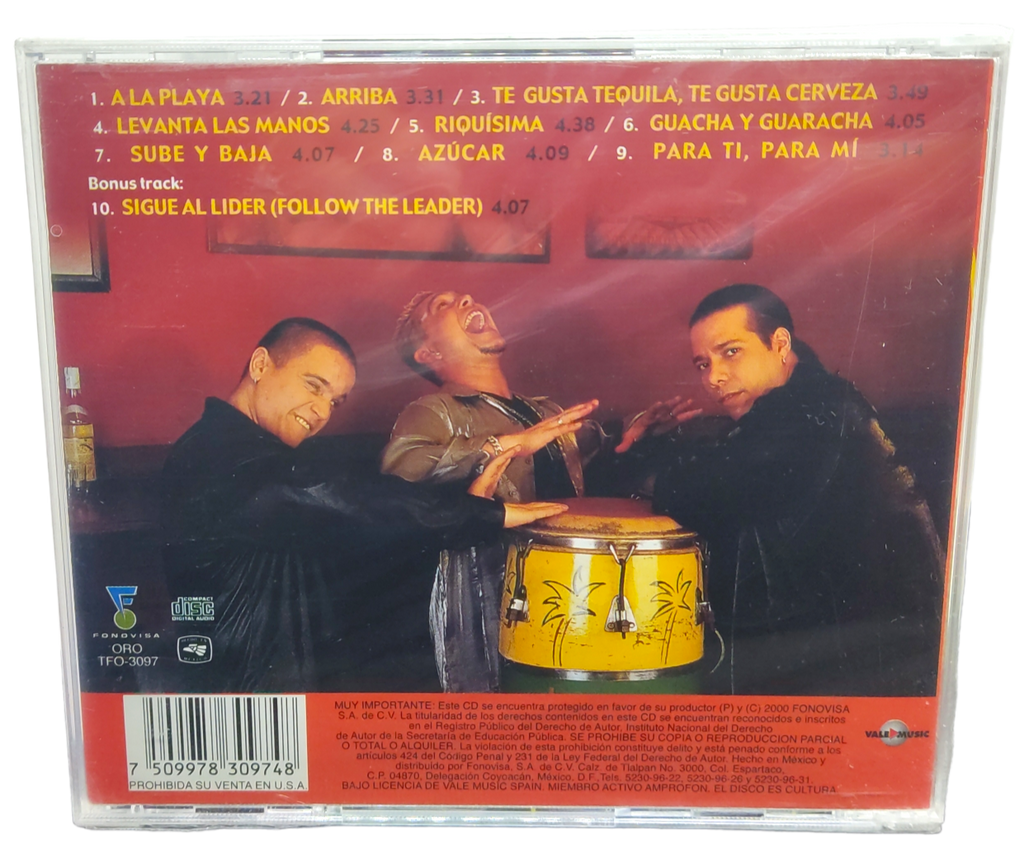 1. A LA PLAYA 3.21 / 2. ARRIBA 3.31 / 3. TE GUSTA TEQUILA, TE GUSTA CERVEZA 3.49
4. LEVANTA LAS MANOS 4.25 / 5. RIQUÍSIMA 4.38 / 6. GUACHA Y GUARACHA 4.05
7. SUBE Y BAJA 4.07 / 8. AZÚCAR 4.09 / 9. PARA TI, PARA MÍ 3.14
Bonus track:
10. SIGUE AL LIDER (FOLLOW THE LEADER) 4.07
FONOVISA
ORO
TFO-3097
COMPACT
disc
DIGITAL AUDIO
7 509978 309748
PROHIBIDA SU VENTA EN U.S.A.
MUY IMPORTANTE: Este CD se encuentra protegido en favor de su productor (P) y (C) 2000 FONOVISA
S.A. de C.V. La titularidad de los derechos contenidos en este CD se encuentran reconocidos e inscritos
en el Registro Público del Derecho de Autor, Instituto Nacional del Derecho
de Autor de la Secretaría de Educación Pública. SE PROHIBE SU COPIA O REPRODUCCION PARCIAL
O TOTAL O ALQUILER. La violación de esta prohibición constituye delito y está penado conforme a los
artículos 424 del Código Penal y 231 de la Ley Federal del Derecho de Autor. Hecho en México y
distribuido por Fonovisa. S.A. de C.V. Calz. de Tlalpan No. 3000, Col. Espartaco,
C.P. 04870, Delegación Coyoacán, México. D.F., Tels. 5230-96-22, 5230-96-26 y 5230-96-31.
BAJO LICENCIA DE VALE MUSIC SPAIN. MIEMBRO ACTIVO AMPROFON. EL DISCO ES CULTURA
VALE MUSIC